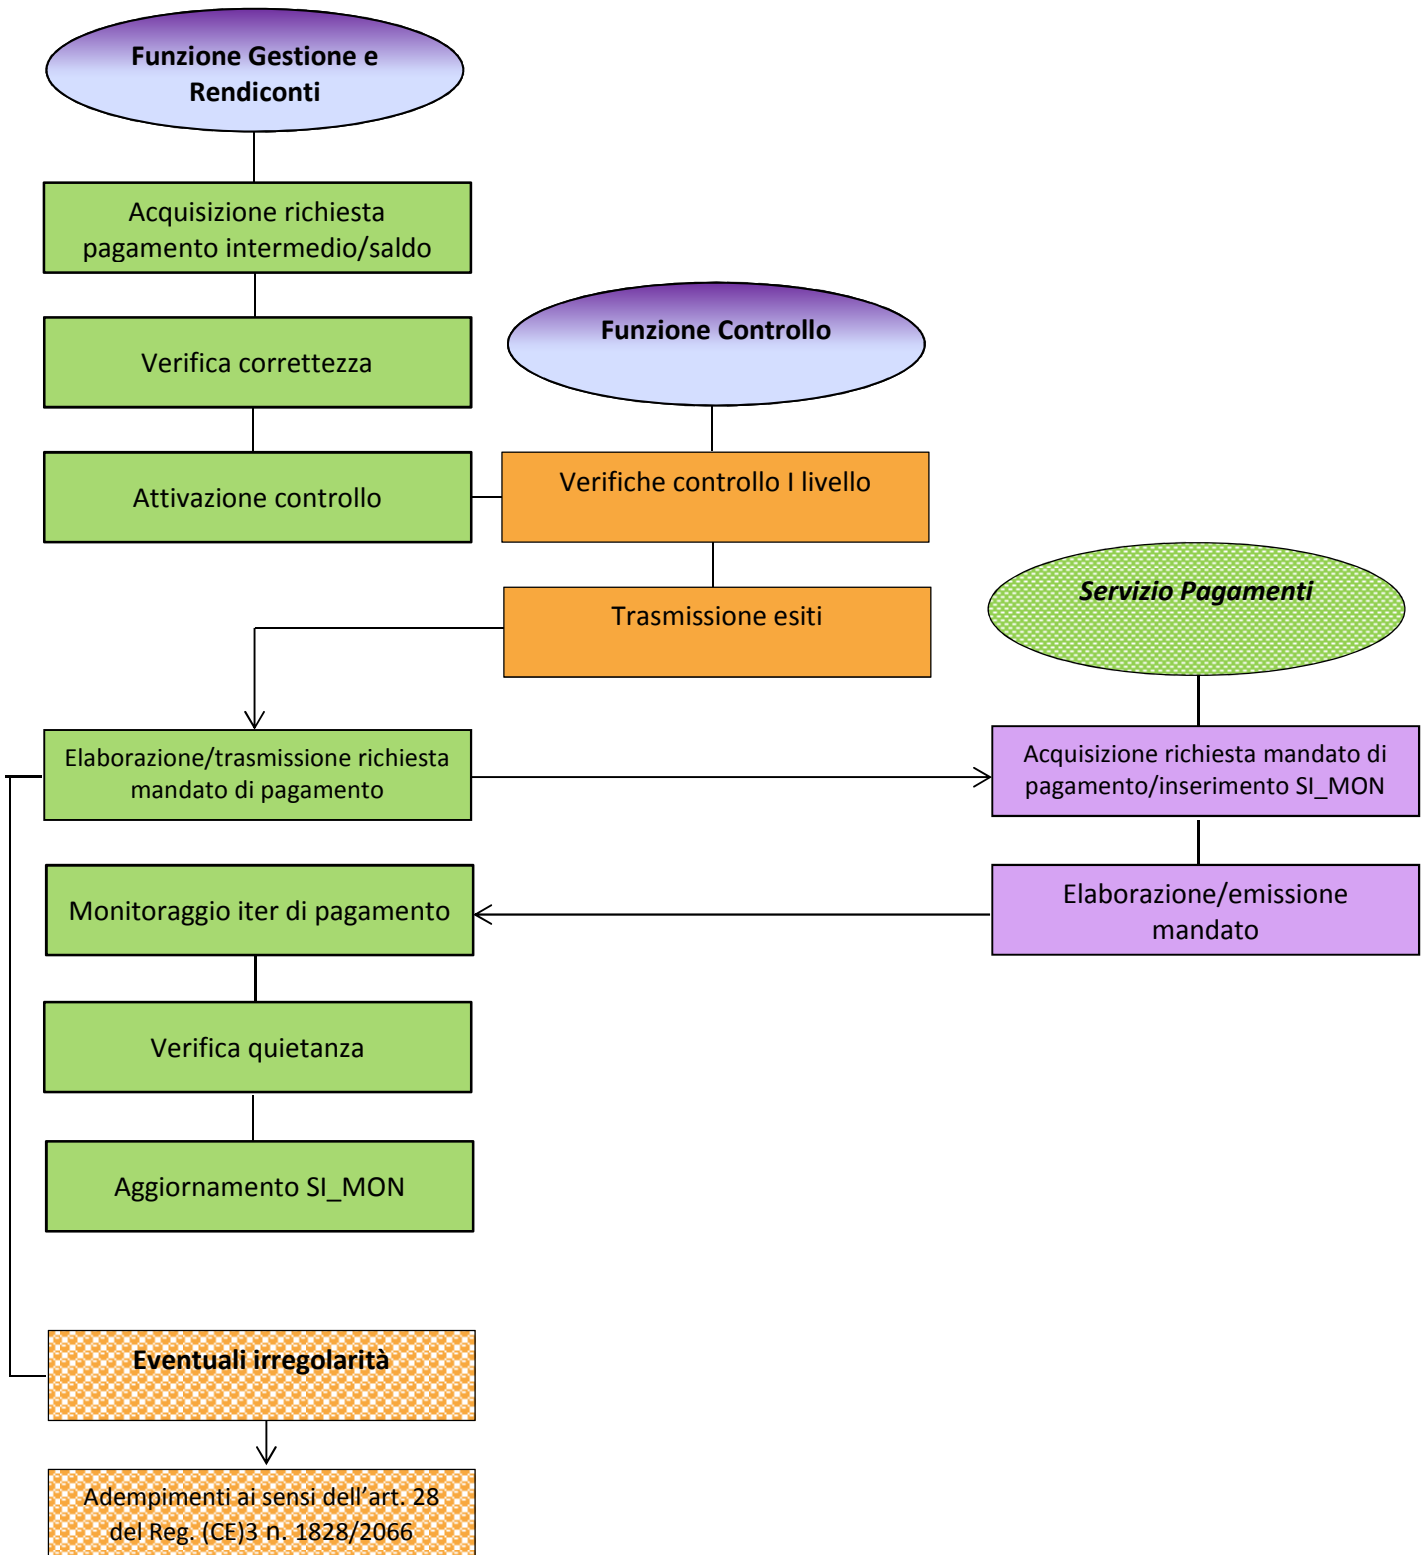 Funzione Gestione e
Rendiconti
Acquisizione richiesta
pagamento intermedio/saldo
Verifica correttezza
Funzione Controllo
Attivazione controllo
Verifiche controllo I livello
Trasmissione esiti
Servizio Pagamenti
Elaborazione/trasmissione richiesta
mandato di pagamento
Acquisizione richiesta mandato di
pagamento/inserimento SI_MON
Monitoraggio iter di pagamento
Elaborazione/emissione
mandato
Verifica quietanza
Aggiornamento SI_MON
Eventuali irregolarità
Adempimenti ai sensi dell’art. 28
del Reg. (CE)3 n. 1828/2066